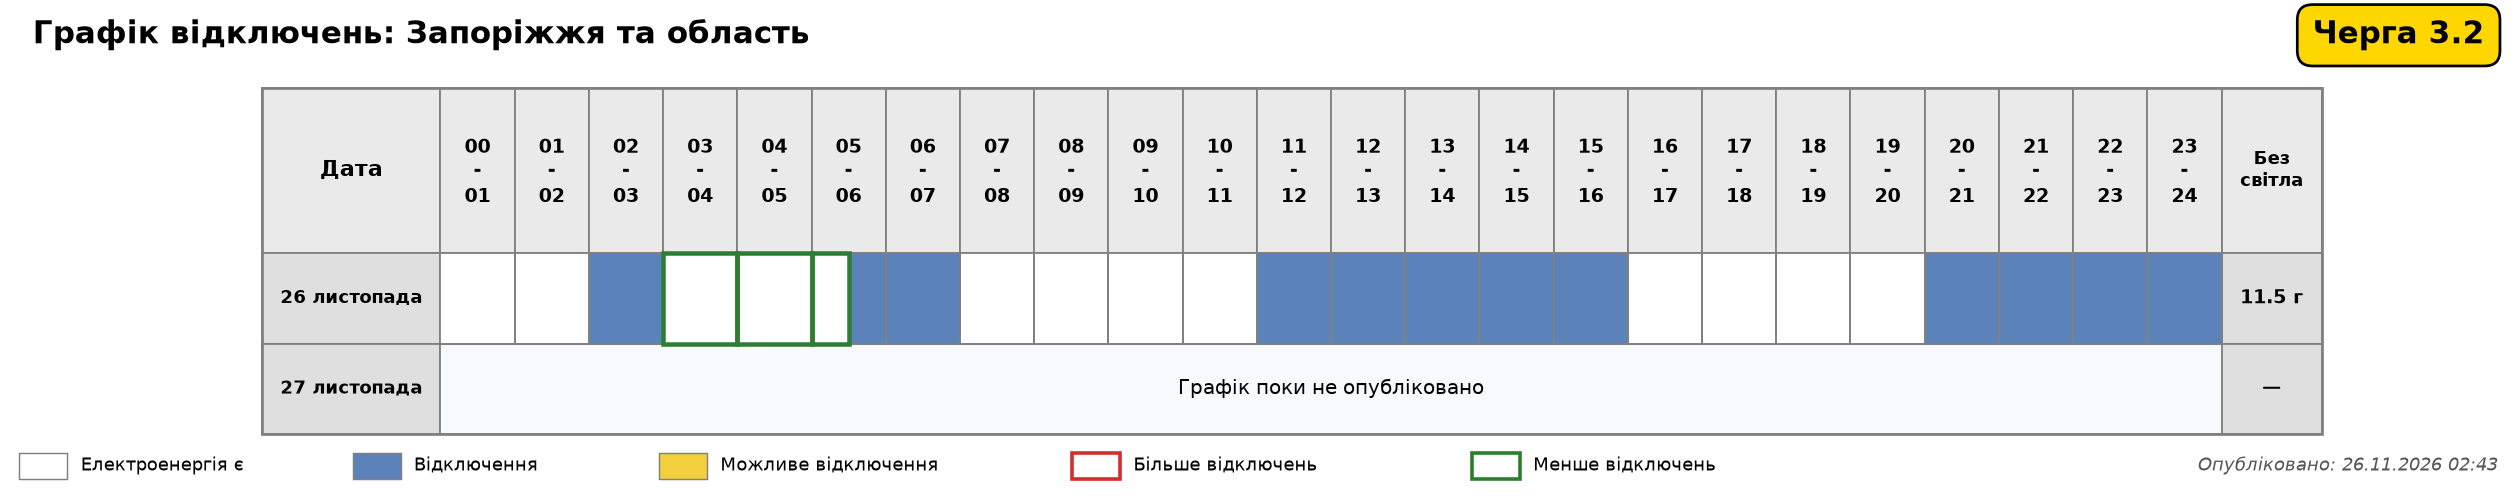 Графік відключень: Запоріжжя та область
Черга 3.2
Дата
00 - 01
01 - 02
02 - 03
03 - 04
04 - 05
05 - 06
06 - 07
07 - 08
08 - 09
09 - 10
10 - 11
11 - 12
12 - 13
13 - 14
14 - 15
15 - 16
16 - 17
17 - 18
18 - 19
19 - 20
20 - 21
21 - 22
22 - 23
23 - 24
Без
світла
26 листопада
11.5 г
27 листопада
Графік поки не опубліковано
—
Електроенергія є
Відключення
Можливе відключення
Більше відключень
Менше відключень
Опубліковано: 26.11.2026 02:43